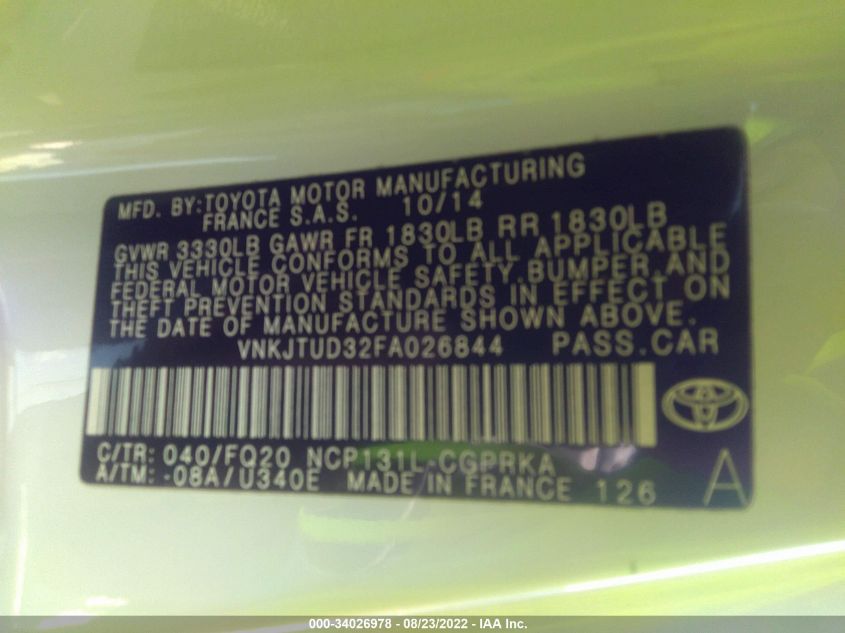 MFD. BY:TOYOTA MOTOR MANUFACTURING
FRANCE S.A.S. 10/14
GVWR 3330LB GAWR FR 1830LB RR 1830LB
THIS VEHICLE CONFORMS TO ALL APPLICABLE
FEDERAL MOTOR VEHICLE SAFETY,BUMPER,AND
THEFT PREVENTION STANDARDS IN EFFECT ON
THE DATE OF MANUFACTURE SHOWN ABOVE.
VNKJTUD32FA026844 PASS.CAR
C/TR: 040/FQ20 NCP131L-CGPRKA
A/TM: -08A/U340E MADE IN FRANCE 126 A
000-34026978 - 08/23/2022 - IAA Inc.